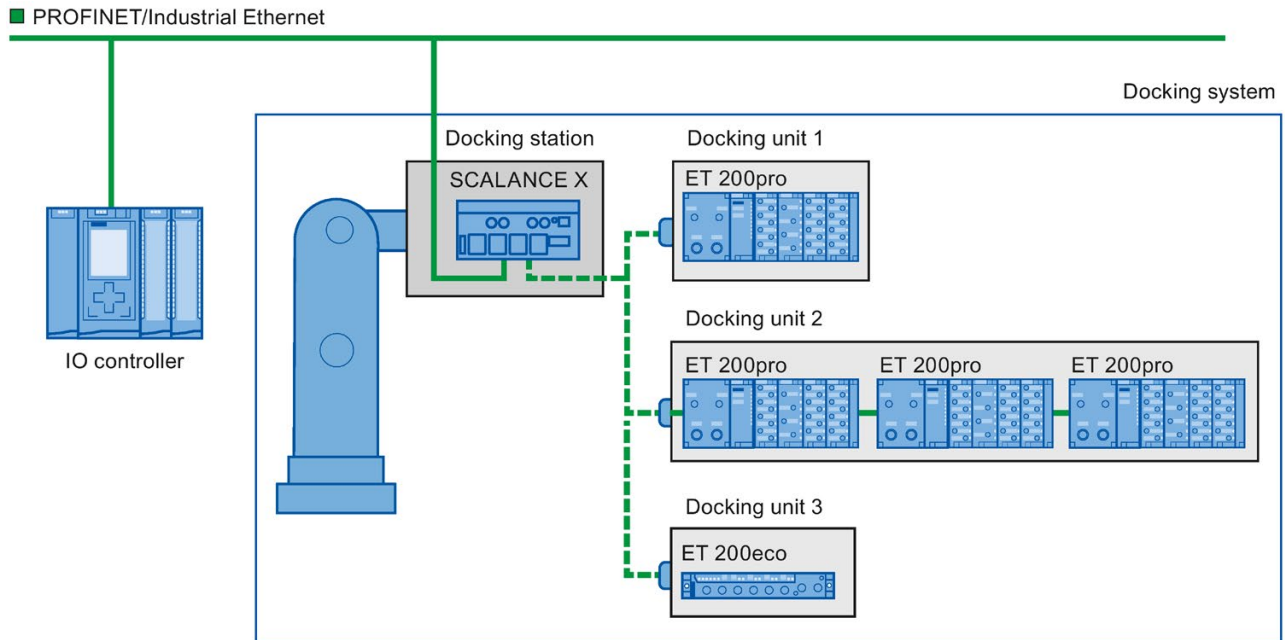 PROFINET/Industrial Ethernet
Docking system
Docking station
SCALANCE X
Docking unit 1
ET 200pro
IO controller
Docking unit 2
ET 200pro ET 200pro ET 200pro
Docking unit 3
ET 200eco